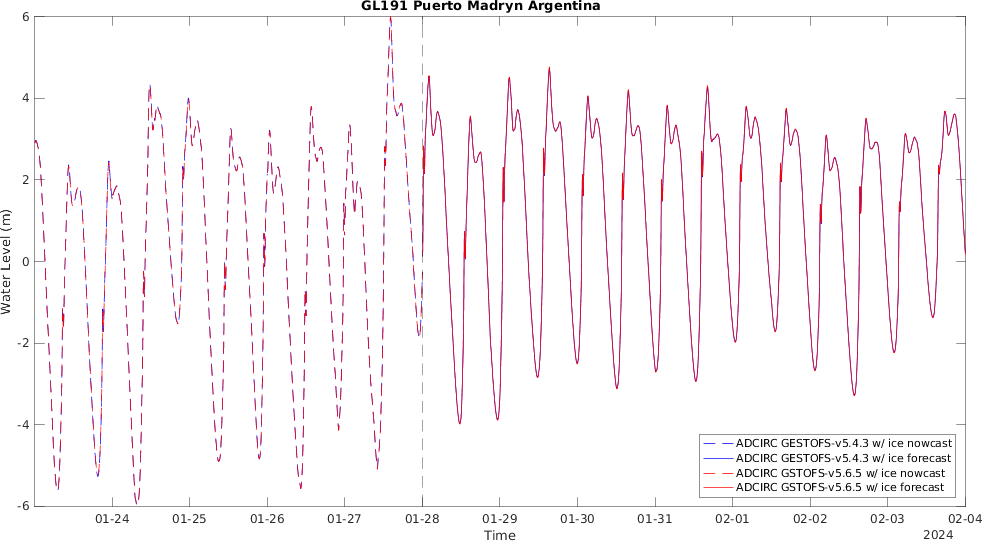 GL191 Puerto Madryn Argentina
6
4
2
0
-2
-4
-6
Water Level (m)
01-24 01-25 01-26 01-27 01-28 01-29 01-30 01-31 02-01 02-02 02-03 02-04
Time
2024
ADCIRC GESTOFS-v5.4.3 w/ ice nowcast
ADCIRC GESTOFS-v5.4.3 w/ ice forecast
ADCIRC GSTOFS-v5.6.5 w/ ice nowcast
ADCIRC GSTOFS-v5.6.5 w/ ice forecast